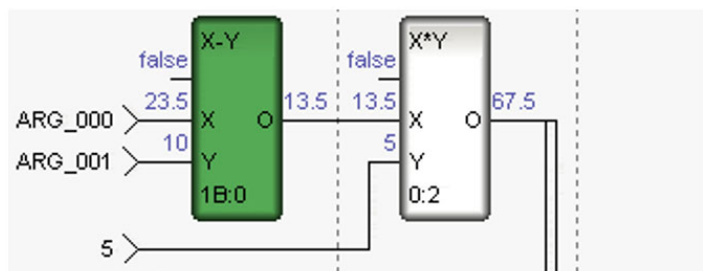 X-Y X*Y
false false
23.5 13.5 13.5 67.5
ARG_000 X O X O
10 5
ARG_001 Y Y
1B:0 0:2
5